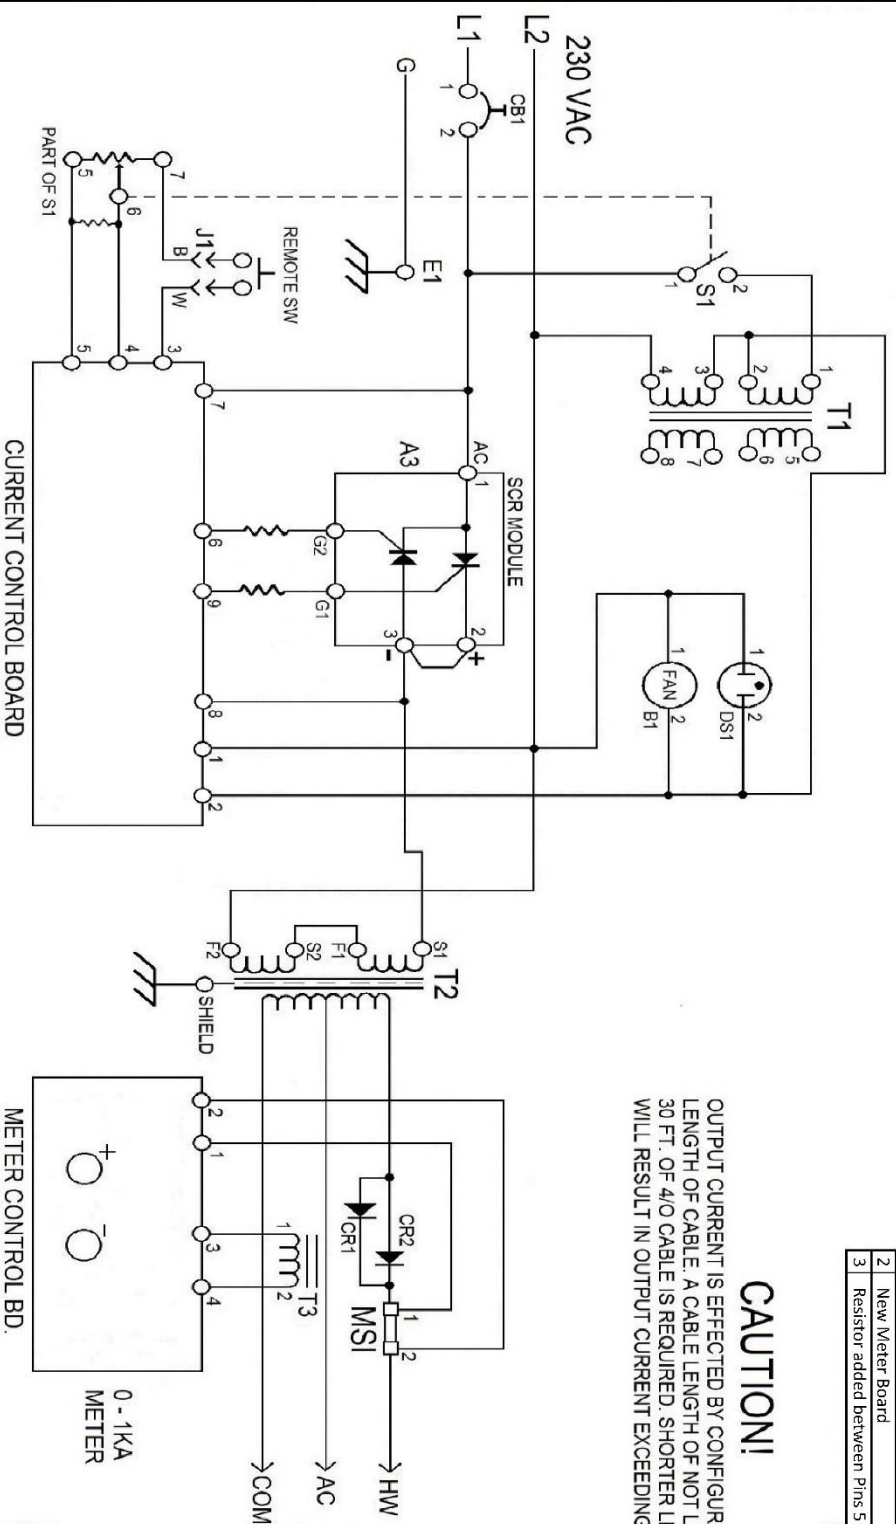 2 New Meter Board
3 Resistor added between Pins 5
CAUTION!
OUTPUT CURRENT IS EFFECTED BY CONFIGUR
LENGTH OF CABLE. A CABLE LENGTH OF NOT L
30 FT. OF 4/O CABLE IS REQUIRED. SHORTER L
WILL RESULT IN OUTPUT CURRENT EXCEEDING
T1
1
5
2
6
3
7
4
8
2
S1
1
1
2
DS1
1
FAN
2
B1
230 VAC
L2
L1
CB1
1
2
SCR MODULE
AC
1
2
+
A3
G2
G1
3
-
G
E1
REMOTE SW
J1
B
W
7
6
5
PART OF S1
5
4
3
7
6
9
8
1
2
CURRENT CONTROL BOARD
T2
S1
F1
S2
F2
SHIELD
CR2
CR1
1
2
MSI
HW
AC
COM
T3
1
2
2
1
3
4
+
-
METER CONTROL BD.
0 - 1KA
METER